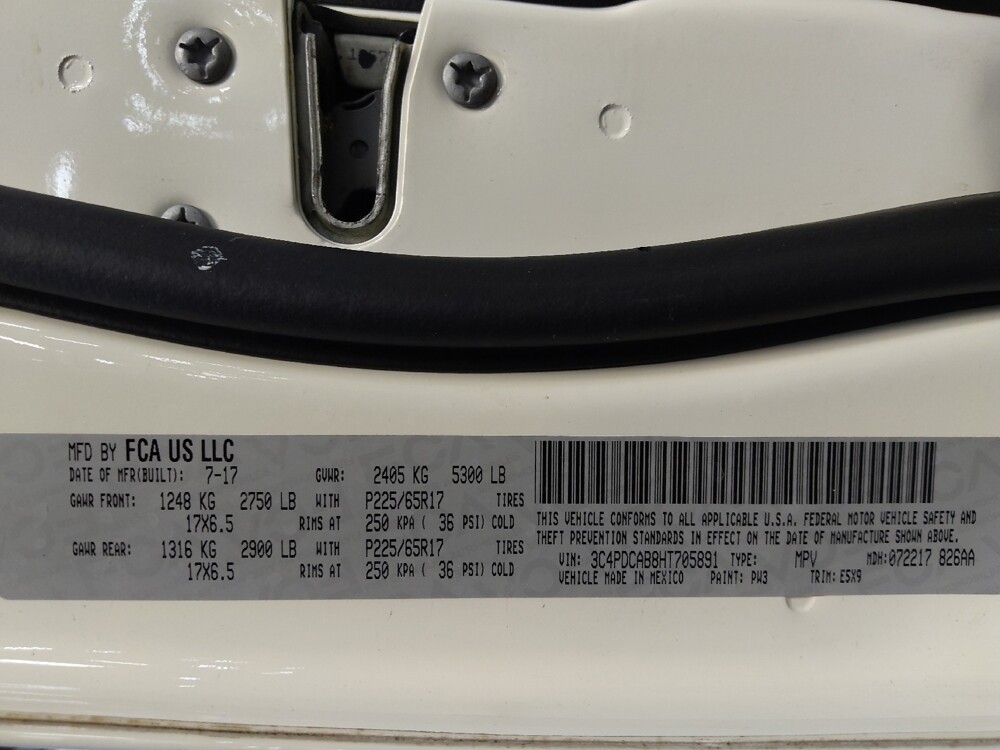 MFD BY FCA US LLC
DATE OF MFR(BUILT): 7-17 GVWR: 2405 KG 5300 LB
GAWR FRONT: 1248 KG 2750 LB WITH P225/65R17 TIRES
17X6.5 RIMS AT 250 KPA ( 36 PSI) COLD
GAWR REAR: 1316 KG 2900 LB WITH P225/65R17 TIRES
17X6.5 RIMS AT 250 KPA ( 36 PSI) COLD
THIS VEHICLE CONFORMS TO ALL APPLICABLE U.S.A. FEDERAL MOTOR VEHICLE SAFETY AND
THEFT PREVENTION STANDARDS IN EFFECT ON THE DATE OF MANUFACTURE SHOWN ABOVE.
VIN: 3C4PDCAB8HT705891 TYPE: MPV MDH:072217 826AA
VEHICLE MADE IN MEXICO PAINT: PW3 TRIM: E5X9